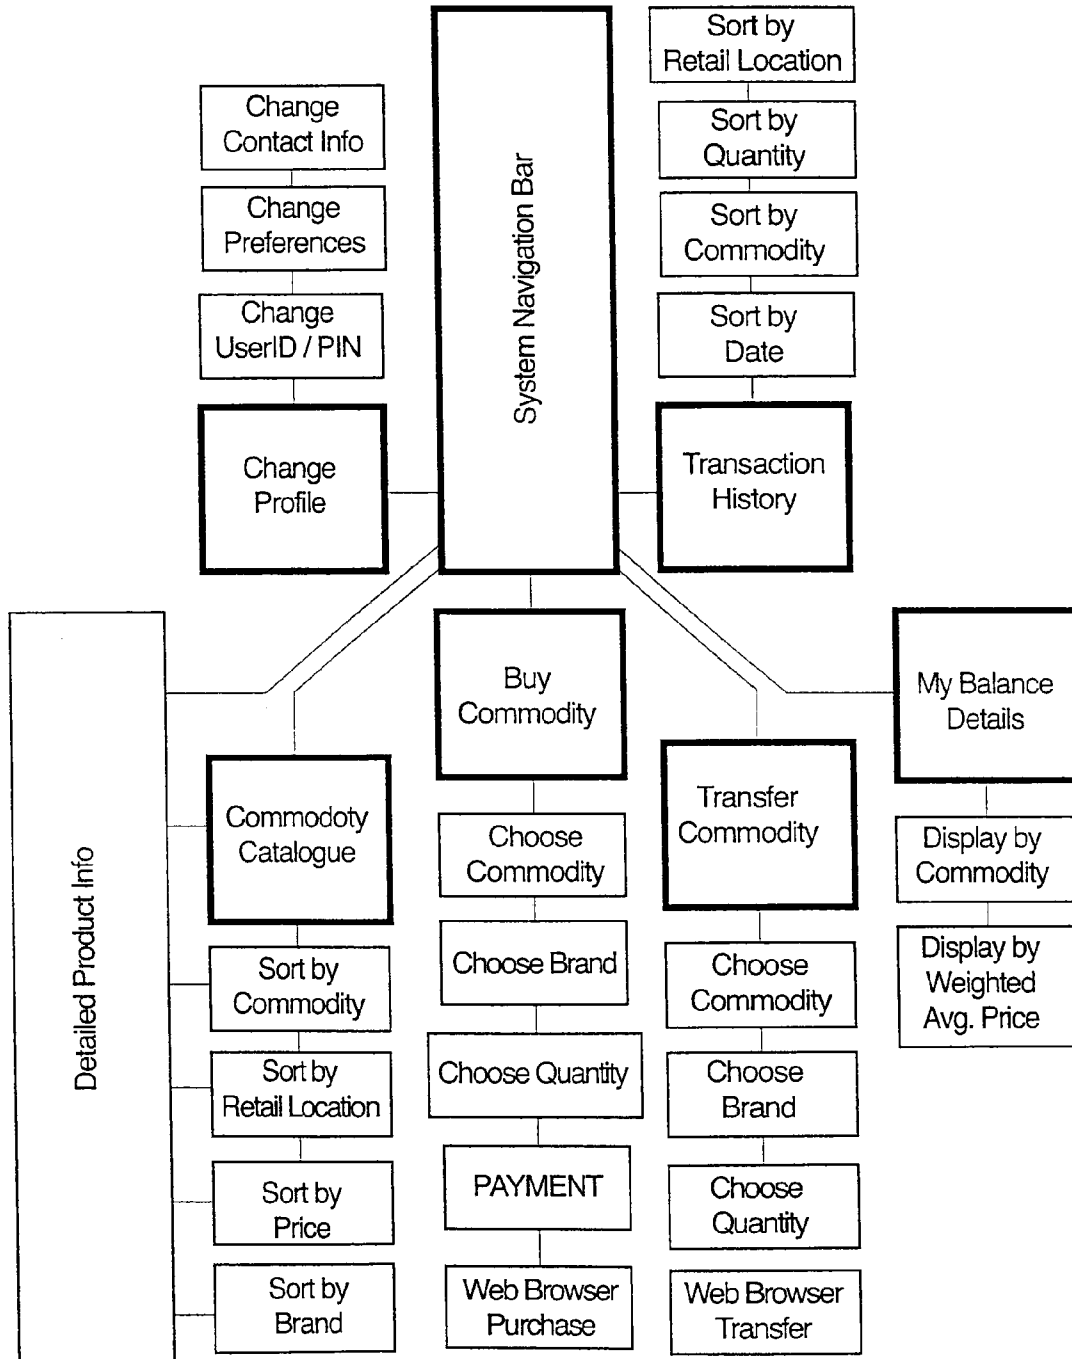 Change
Contact Info
Change
Preferences
Change
UserID / PIN
Change
Profile
System Navigation Bar
Sort by
Retail Location
Sort by
Quantity
Sort by
Commodity
Sort by
Date
Transaction
History
Detailed Product Info
Commodoty
Catalogue
Sort by
Commodity
Sort by
Retail Location
Sort by
Price
Sort by
Brand
Buy
Commodity
Choose
Commodity
Choose Brand
Choose Quantity
PAYMENT
Web Browser
Purchase
Transfer
Commodity
Choose
Commodity
Choose
Brand
Choose
Quantity
Web Browser
Transfer
My Balance
Details
Display by
Commodity
Display by
Weighted
Avg. Price